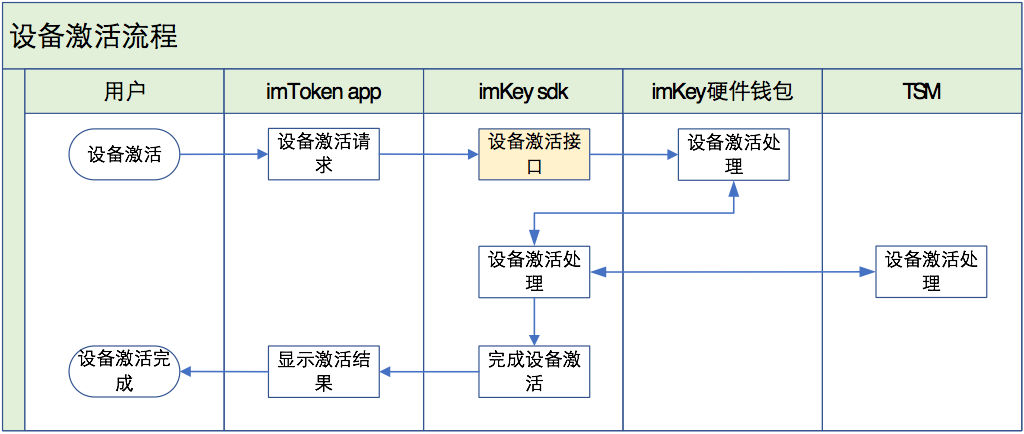 设备激活流程
用户
imToken app
imKey sdk
imKey硬件钱包
TSM
设备激活
设备激活请
求
设备激活接
口
设备激活处
理
设备激活处
理
设备激活处
理
设备激活完
成
显示激活结
果
完成设备激
活